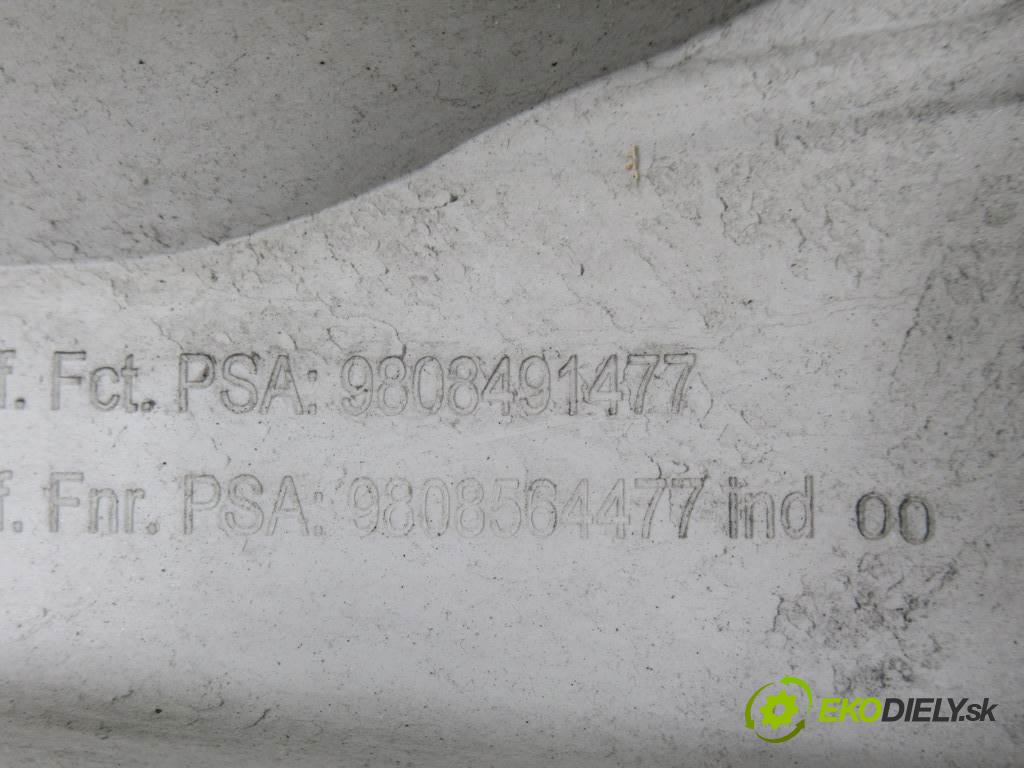 f. Fct. PSA: 9808491477
f. Fnr. PSA: 9808564477 ind 00
EKODIELY.sk